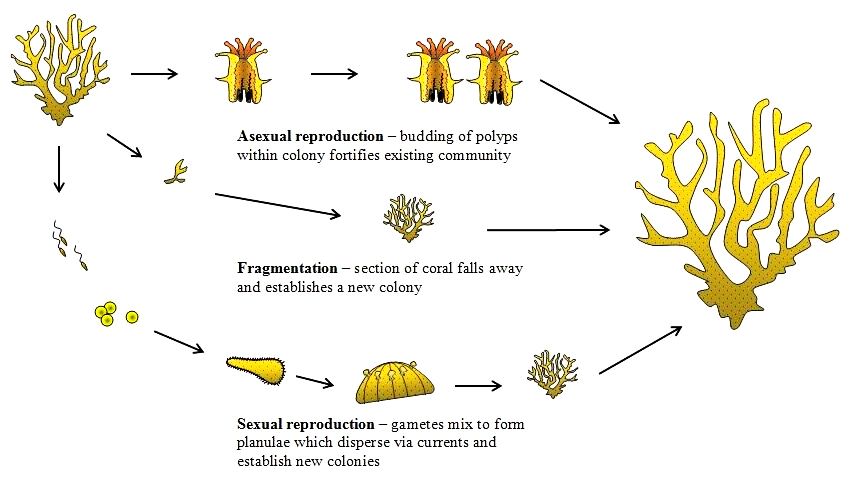 Asexual reproduction – budding of polyps
within colony fortifies existing community
Fragmentation – section of coral falls away
and establishes a new colony
Sexual reproduction – gametes mix to form
planulae which disperse via currents and
establish new colonies